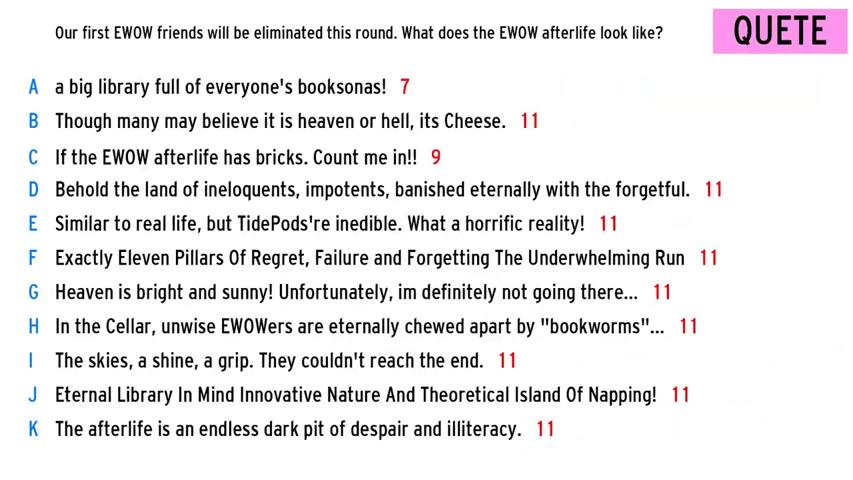 Our first EWOW friends will be eliminated this round. What does the EWOW afterlife look like?
QUETE
A a big library full of everyone's booksonas! 7
B Though many may believe it is heaven or hell, its Cheese. 11
C If the EWOW afterlife has bricks. Count me in!! 9
D Behold the land of ineloquents, impotents, banished eternally with the forgetful. 11
E Similar to real life, but TidePods're inedible. What a horrific reality! 11
F Exactly Eleven Pillars Of Regret, Failure and Forgetting The Underwhelming Run 11
G Heaven is bright and sunny! Unfortunately, im definitely not going there... 11
H In the Cellar, unwise EWOWers are eternally chewed apart by "bookworms"... 11
I The skies, a shine, a grip. They couldn't reach the end. 11
J Eternal Library In Mind Innovative Nature And Theoretical Island Of Napping! 11
K The afterlife is an endless dark pit of despair and illiteracy. 11